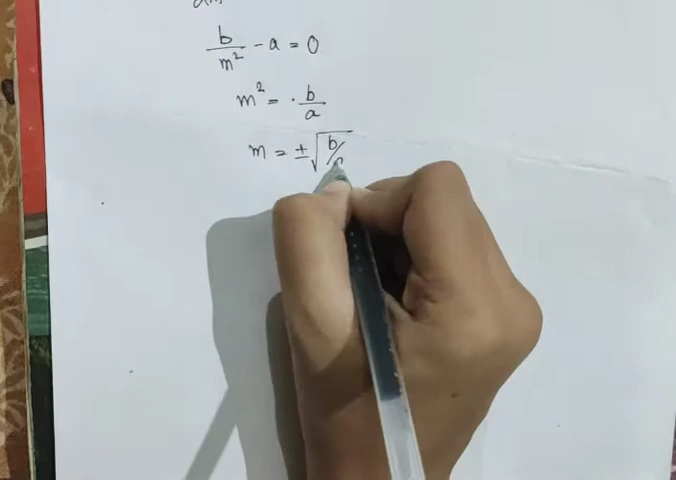 b/m² - a = 0
m² = · b/a
m = ± √b/